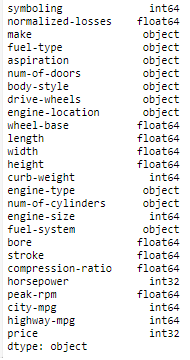 symboling int64
normalized-losses float64
make object
fuel-type object
aspiration object
num-of-doors object
body-style object
drive-wheels object
engine-location object
wheel-base float64
length float64
width float64
height float64
curb-weight int64
engine-type object
num-of-cylinders object
engine-size int64
fuel-system object
bore float64
stroke float64
compression-ratio float64
horsepower int32
peak-rpm float64
city-mpg int64
highway-mpg int64
price int32
dtype: object